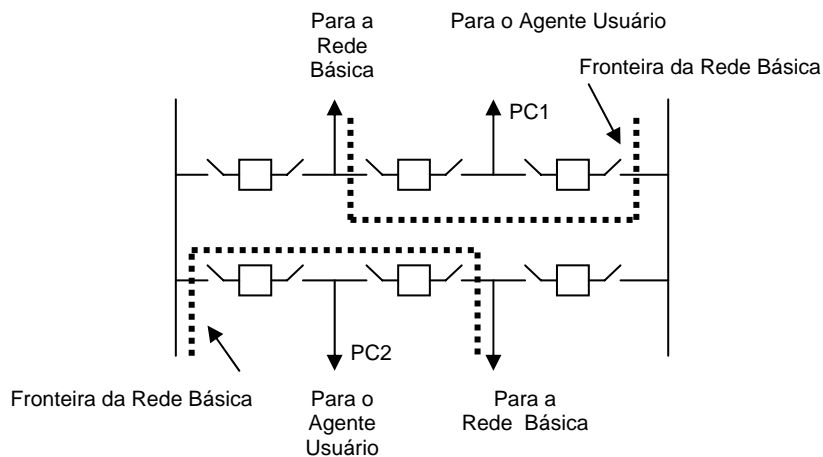 Para a
Rede
Básica
Para o Agente Usuário
Fronteira da Rede Básica
PC1
PC2
Fronteira da Rede Básica
Para o
Agente
Usuário
Para a
Rede Básica